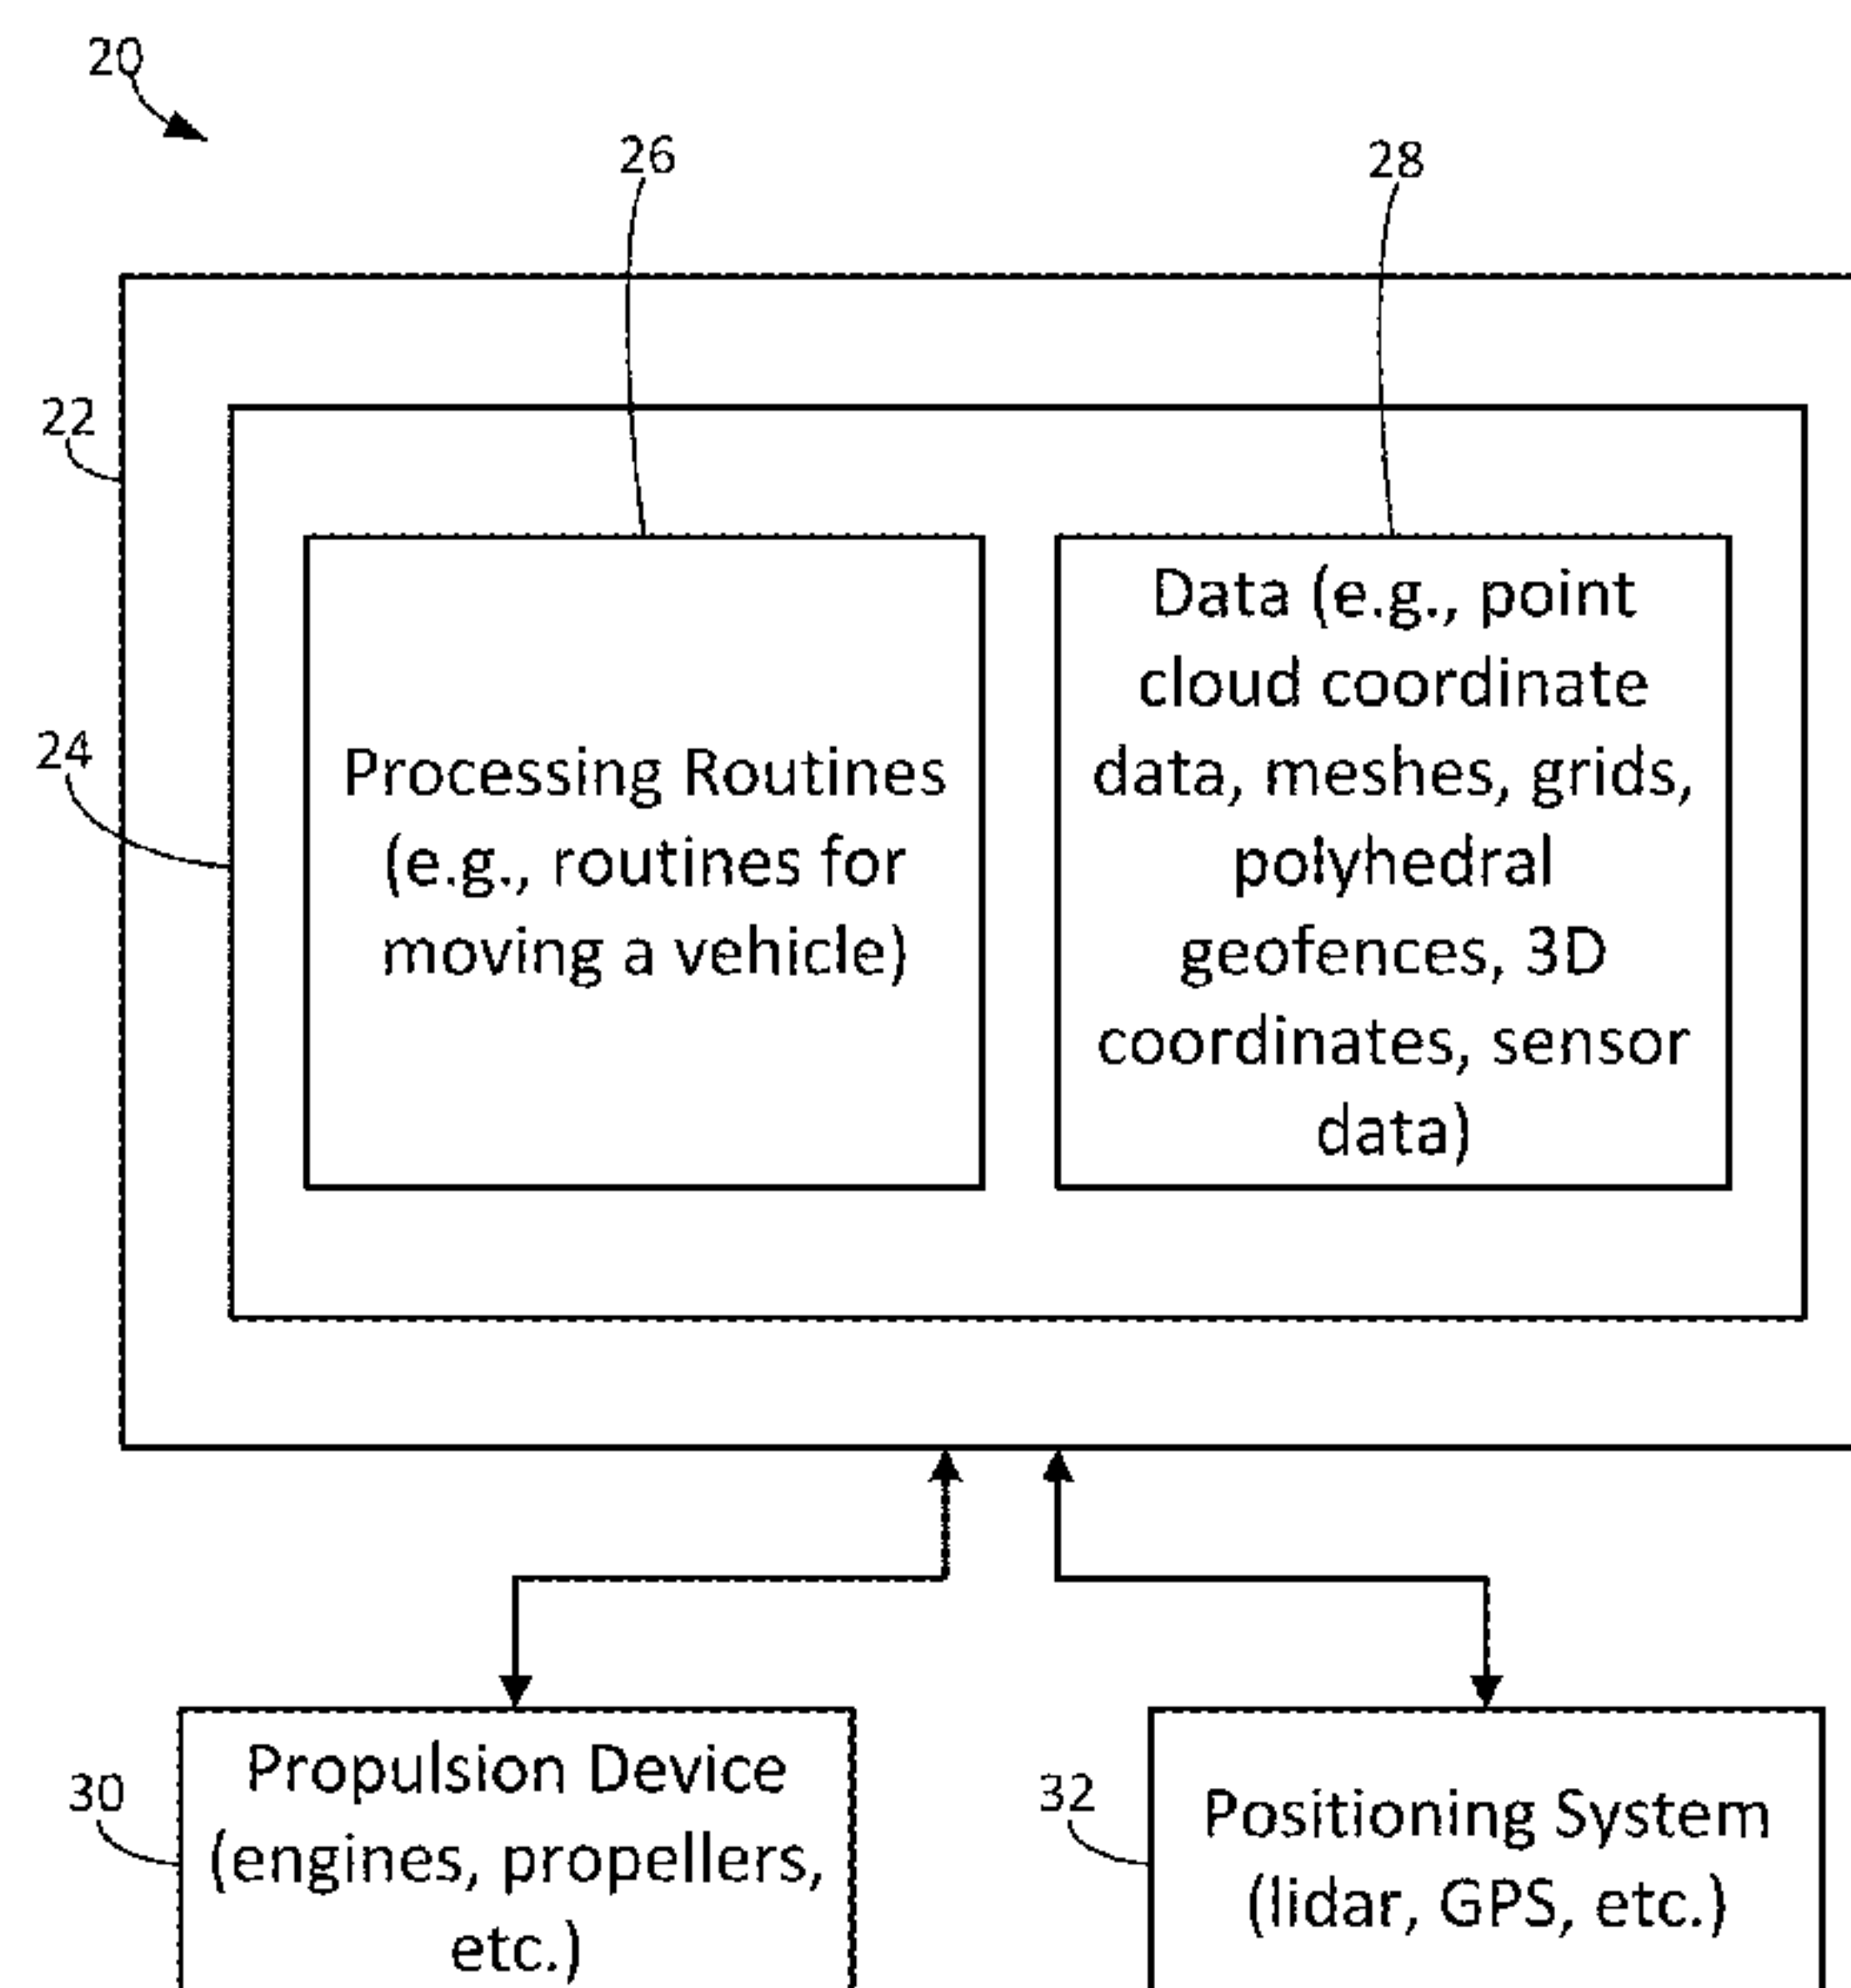 20
26
28
22
24
Processing Routines
(e.g., routines for
moving a vehicle)
Data (e.g., point
cloud coordinate
data, meshes, grids,
polyhedral
geofences, 3D
coordinates, sensor
data)
30
Propulsion Device
(engines, propellers,
etc.)
32
Positioning System
(lidar, GPS, etc.)